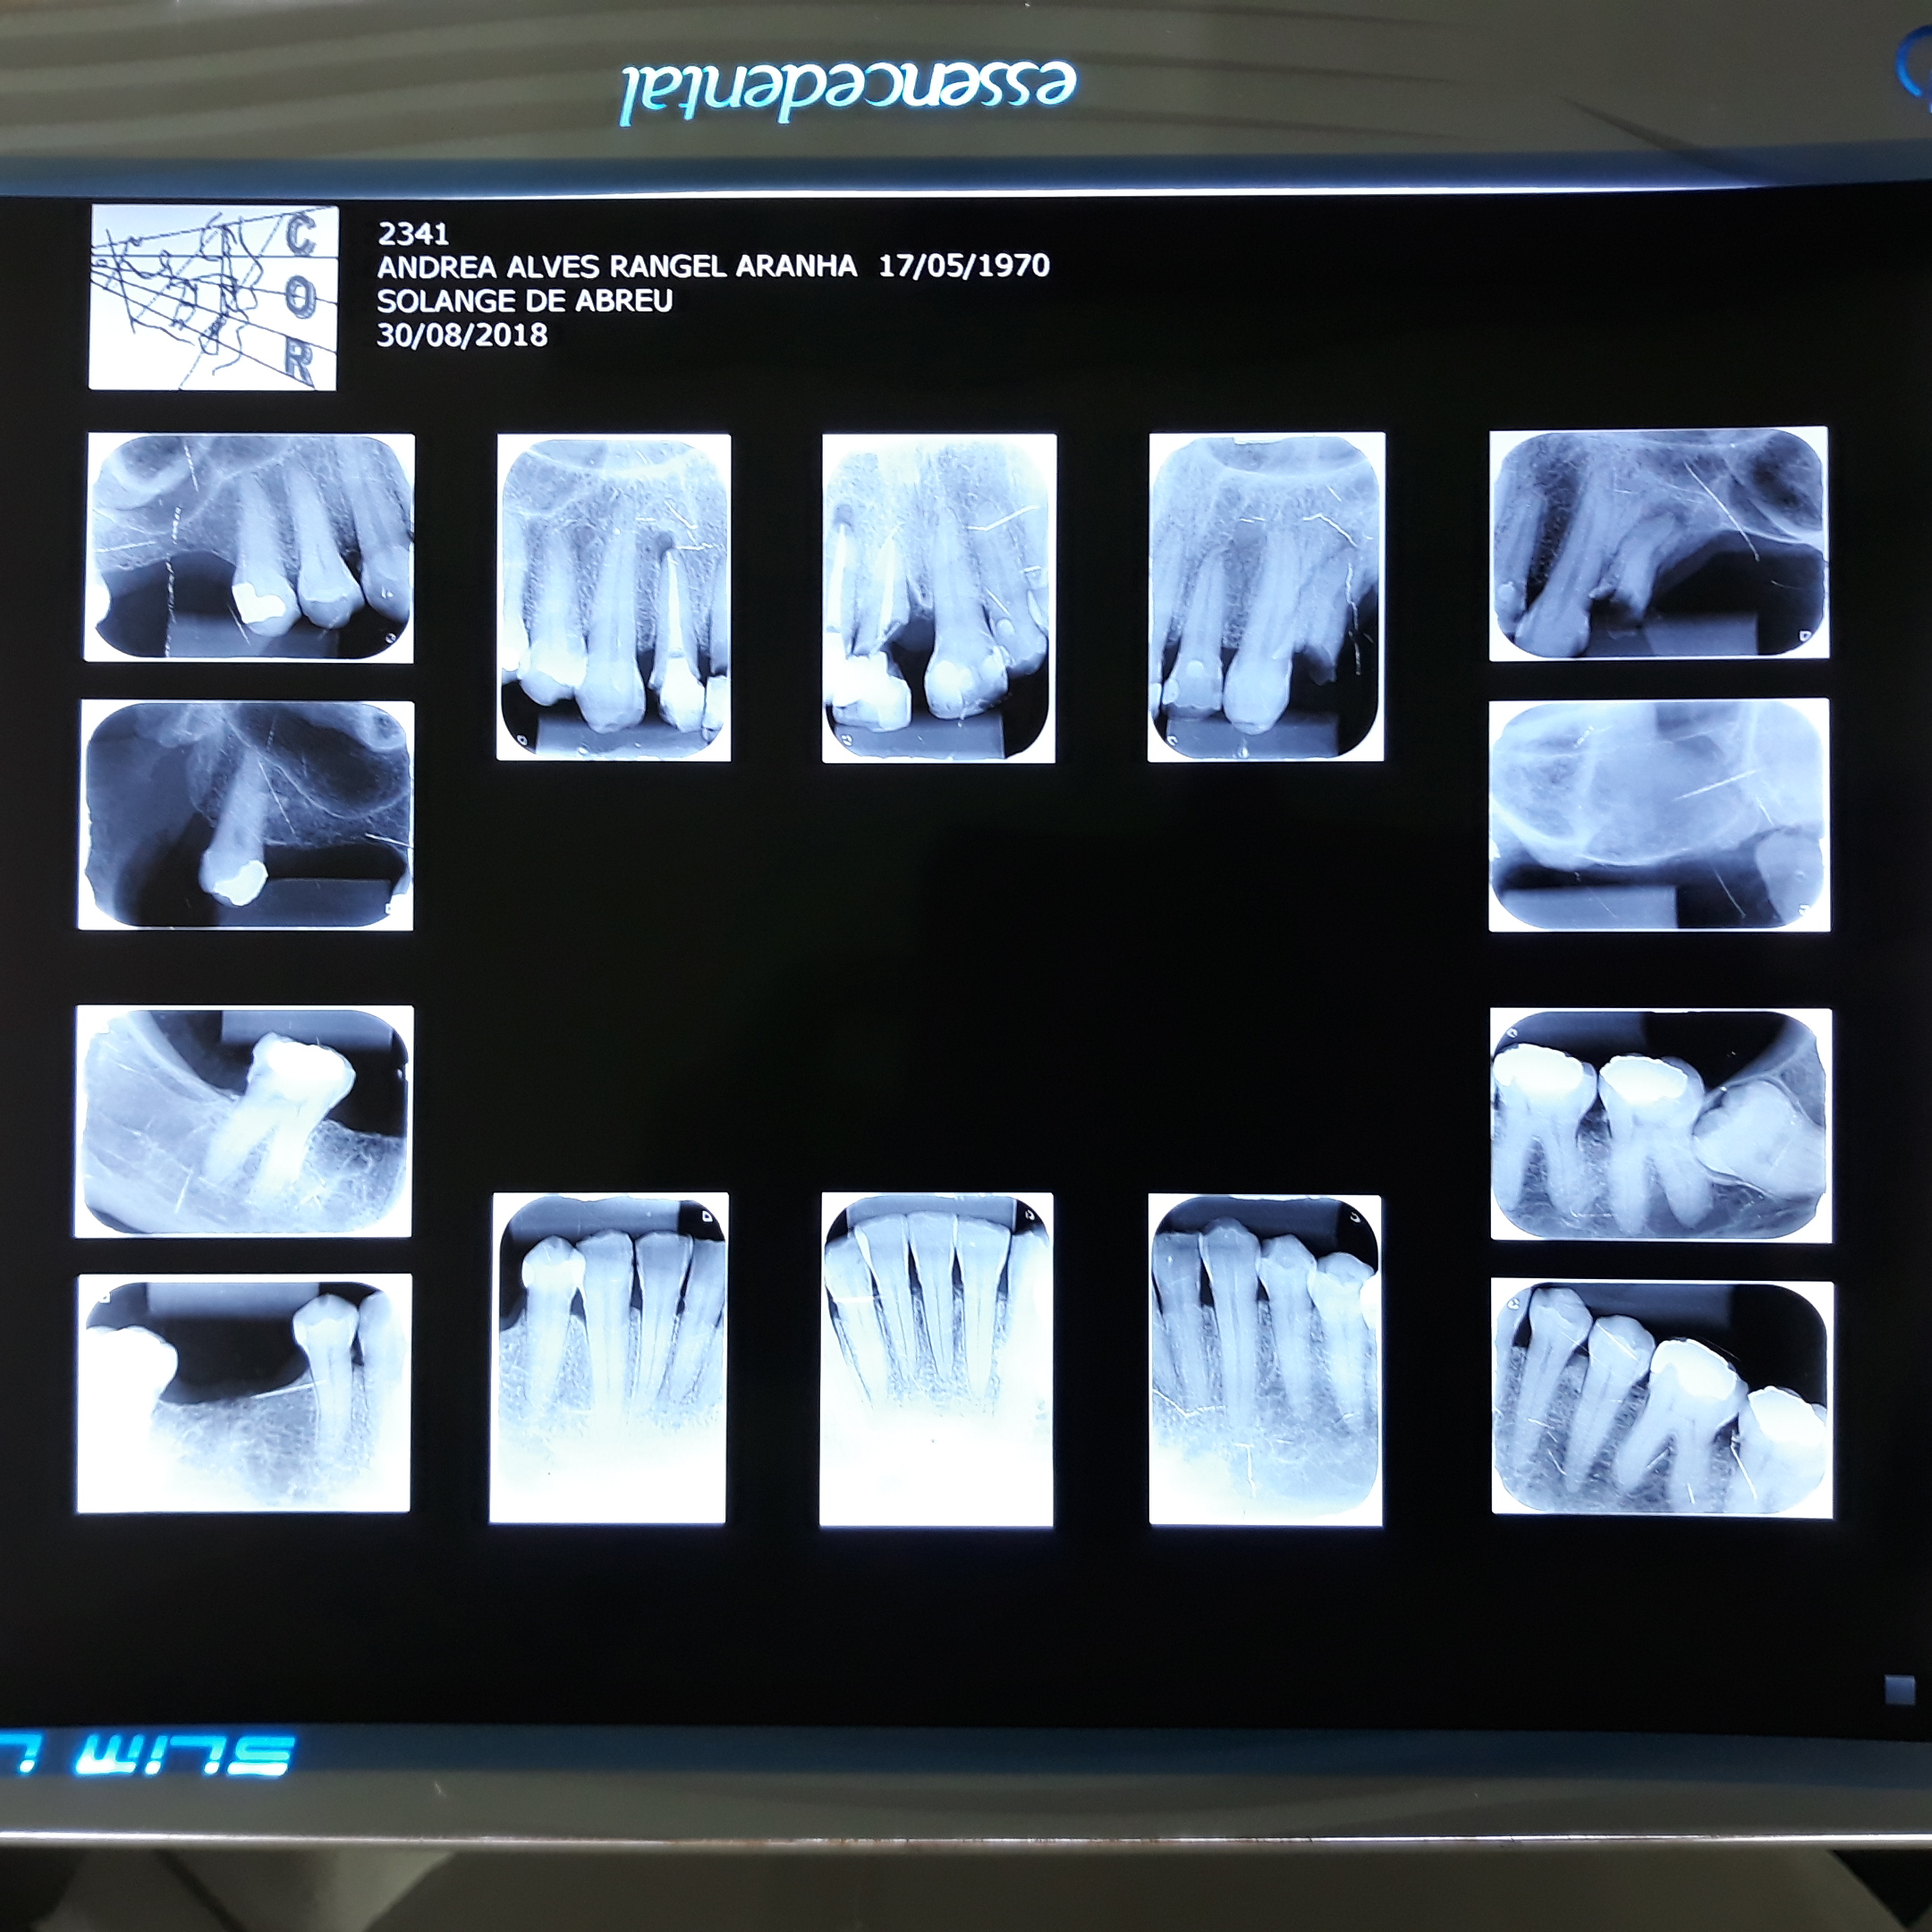 essencedental
C
O
R
2341
ANDREA ALVES RANGEL ARANHA 17/05/1970
SOLANGE DE ABREU
30/08/2018
SLIM